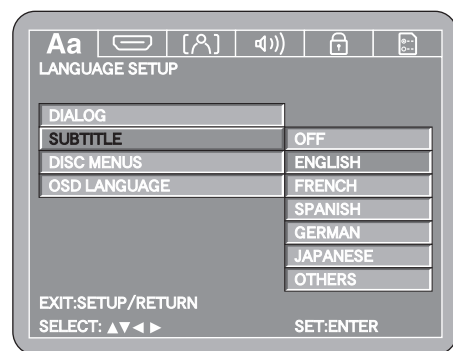 Aa
LANGUAGE SETUP
DIALOG
SUBTITLE OFF
DISC MENUS ENGLISH
OSD LANGUAGE FRENCH
SPANISH
GERMAN
JAPANESE
OTHERS
EXIT:SETUP/RETURN
SELECT: ▲▼◄ ► SET:ENTER